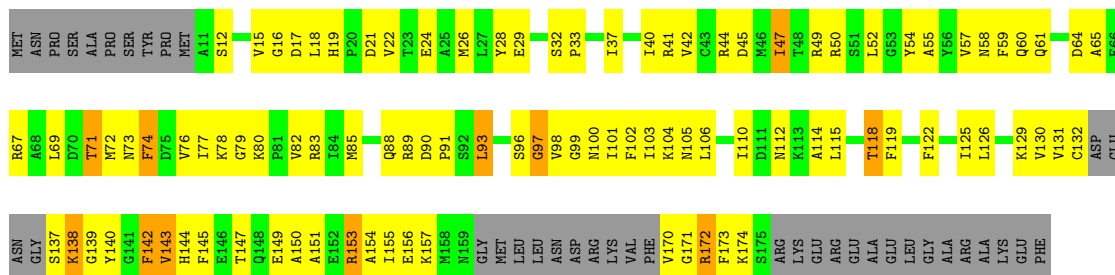 MET ASN PRO SER ALA PRO SER TYR PRO MET A11 S12 V15 G16 D17 L18 H19 P20 D21 V22 T23 E24 A25 M26 L27 Y28 E29 S32 P33 I37 I40 R41 V42 C43 R44 D45 M46 I47 T48 R49 R50 S51 L52 G53 Y54 A55 Y56 V57 N58 F59 Q60 Q61 D64 A65 E66
R67 A68 L69 D70 T71 M72 N73 F74 D75 V76 I77 K78 G79 K80 P81 V82 R83 I84 M85 Q88 R89 D90 P91 S92 L93 S96 G97 V98 G99 N100 I101 F102 I103 K104 N105 L106 I110 D111 N112 K113 A114 L115 T118 F119 F122 I125 L126 K129 V130 V131 C132 ASP GLU
ASN GLY S137 K138 G139 Y140 G141 F142 V143 H144 F145 E146 T147 Q148 E149 A150 A151 E152 R153 A154 I155 E156 K157 M158 N159 GLY MET LEU LEU ASN ASP ARG LYS VAL PHE V170 G171 R172 F173 K174 S175 ARG LYS GLU ARG GLU ALA GLU LEU GLY ALA ARG ALA LYS GLU PHE